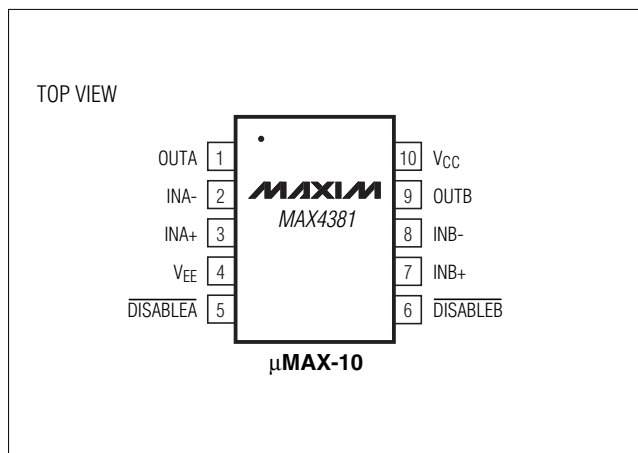 TOP VIEW
OUTA 1
INA- 2
INA+ 3
VEE 4
DISABLEA 5
MAXIM
MAX4381
10 VCC
9 OUTB
8 INB-
7 INB+
6 DISABLEB
µMAX-10